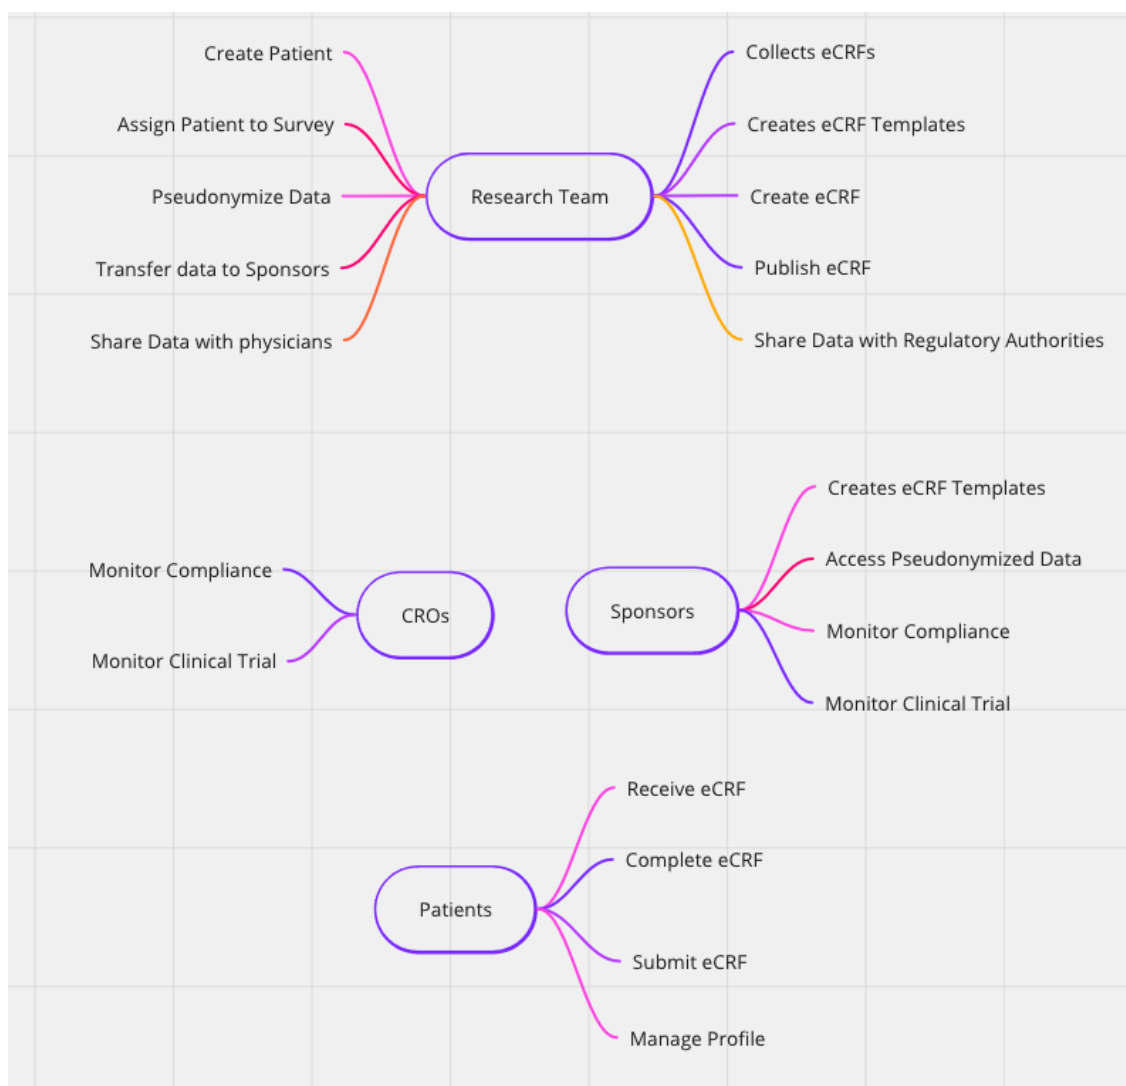 Create Patient
Assign Patient to Survey
Pseudonymize Data
Transfer data to Sponsors
Share Data with physicians
Research Team
Collects eCRFs
Creates eCRF Templates
Create eCRF
Publish eCRF
Share Data with Regulatory Authorities
Monitor Compliance
Monitor Clinical Trial
CROs
Sponsors
Creates eCRF Templates
Access Pseudonymized Data
Monitor Compliance
Monitor Clinical Trial
Patients
Receive eCRF
Complete eCRF
Submit eCRF
Manage Profile